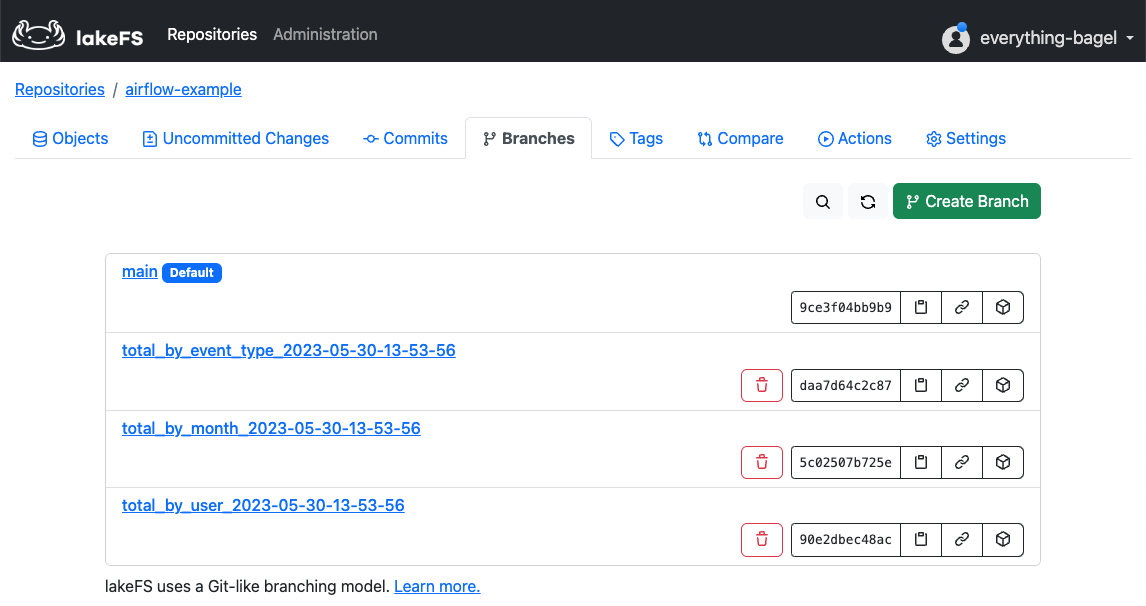 lakeFS Repositories Administration everything-bagel
Repositories / airflow-example
Objects Uncommitted Changes Commits Branches Tags Compare Actions Settings
Create Branch
main Default
9ce3f04bb9b9
total_by_event_type_2023-05-30-13-53-56
daa7d64c2c87
total_by_month_2023-05-30-13-53-56
5c02507b725e
total_by_user_2023-05-30-13-53-56
90e2dbec48ac
lakeFS uses a Git-like branching model. Learn more.